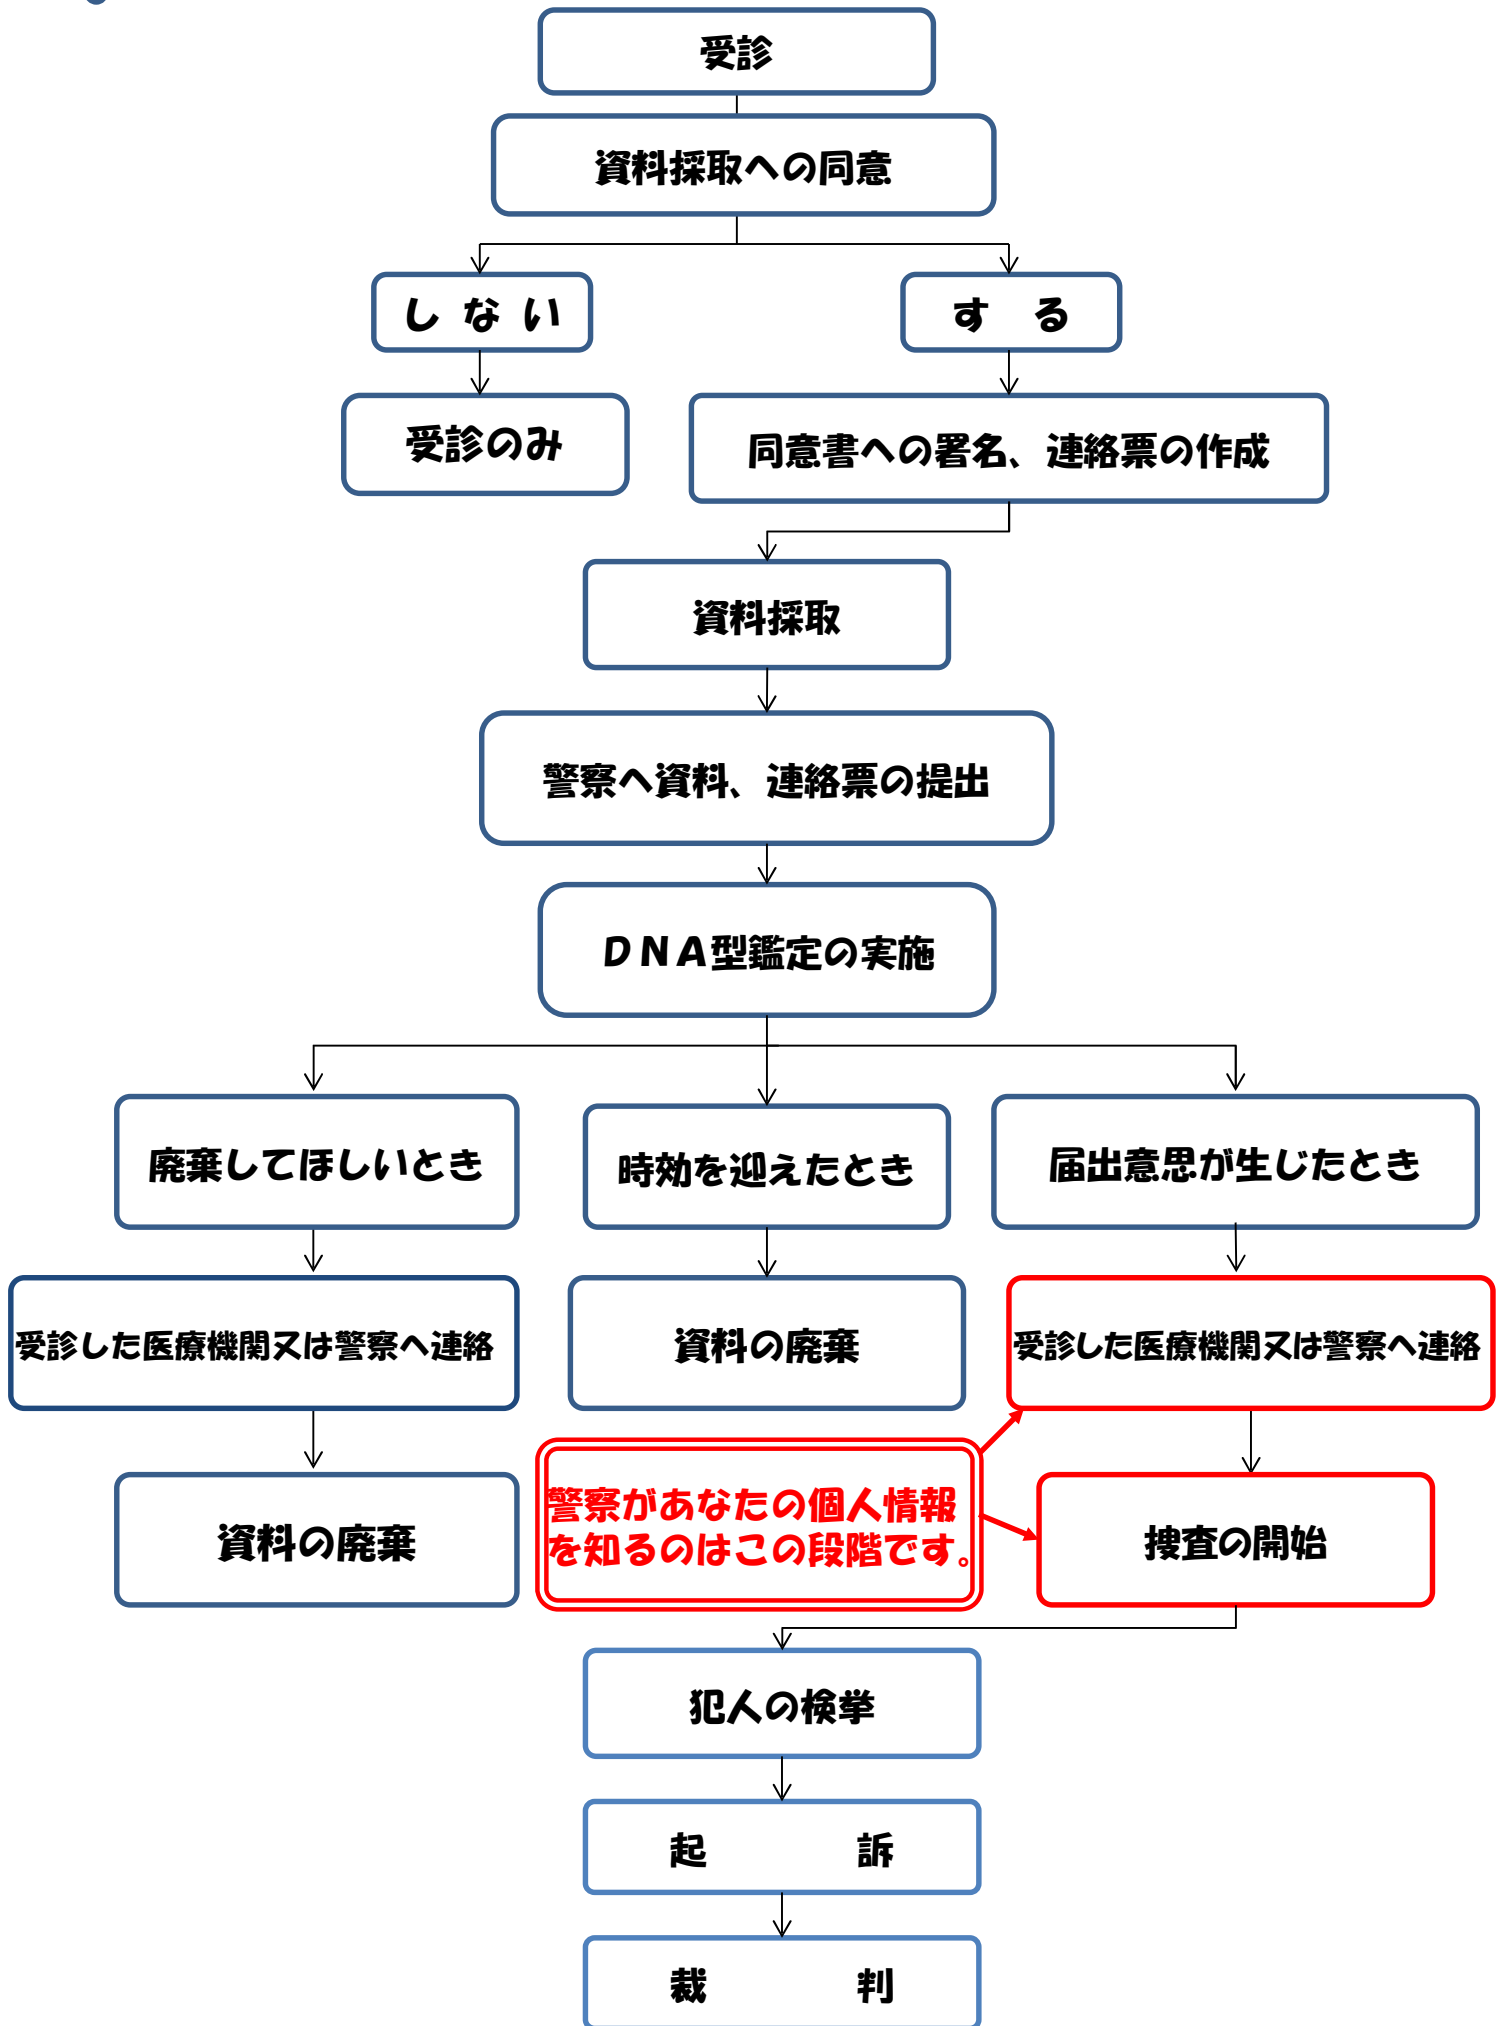 受診
資料採取への同意
しない
する
受診のみ
同意書への署名、連絡票の作成
資料採取
警察へ資料、連絡票の提出
DNA型鑑定の実施
廃棄してほしいとき
時効を迎えたとき
届出意思が生じたとき
受診した医療機関又は警察へ連絡
資料の廃棄
受診した医療機関又は警察へ連絡
警察があなたの個人情報
を知るのはこの段階です。
資料の廃棄
捜査の開始
犯人の検挙
起訴
裁判